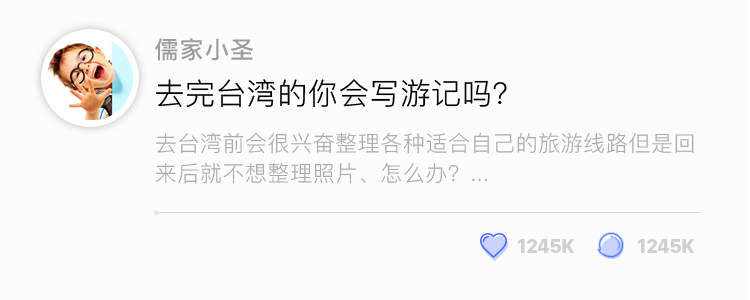 儒家小圣
去完台湾的你会写游记吗？
去台湾前会很兴奋整理各种适合自己的旅游线路但是回
来后就不想整理照片、怎么办？...
1245K 1245K